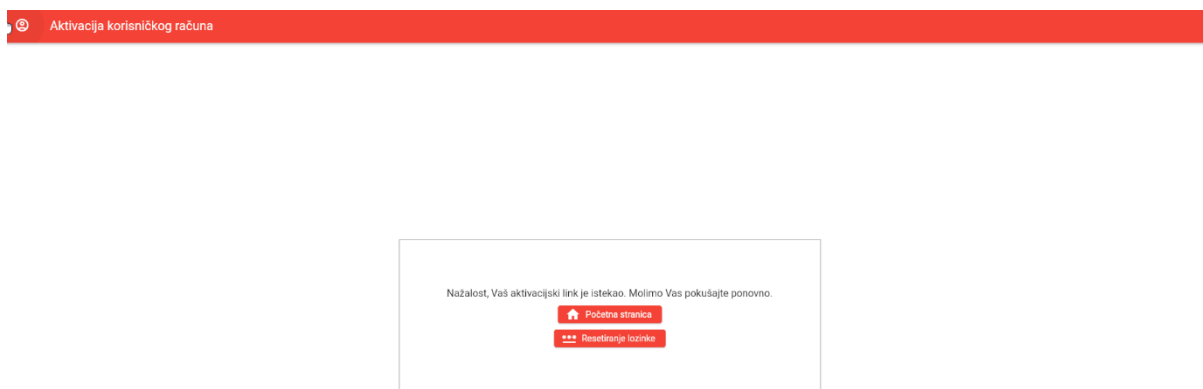 Aktivacija korisničkog računa
Nažalost, Vaš aktivacijski link je istekao. Molimo Vas pokušajte ponovno.
Početna stranica
Resetiranje lozinke